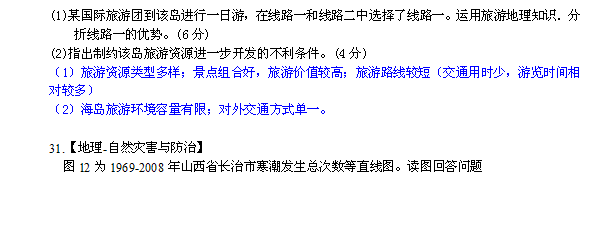 (1)某国际旅游团到该岛进行一日游，在线路一和线路二中选择了线路一。运用旅游地理知识．分
折线路一的优势。(6分)
(2)指出制约该岛旅游资源进一步开发的不利条件。(4分)
（1）旅游资源类型多样；景点组合好，旅游价值较高；旅游路线较短（交通用时少，游览时间相
对较多）
（2）海岛旅游环境容量有限；对外交通方式单一。
31.【地理-自然灾害与防治】
图12为1969-2008年山西省长治市寒潮发生总次数等直线图。读图回答问题